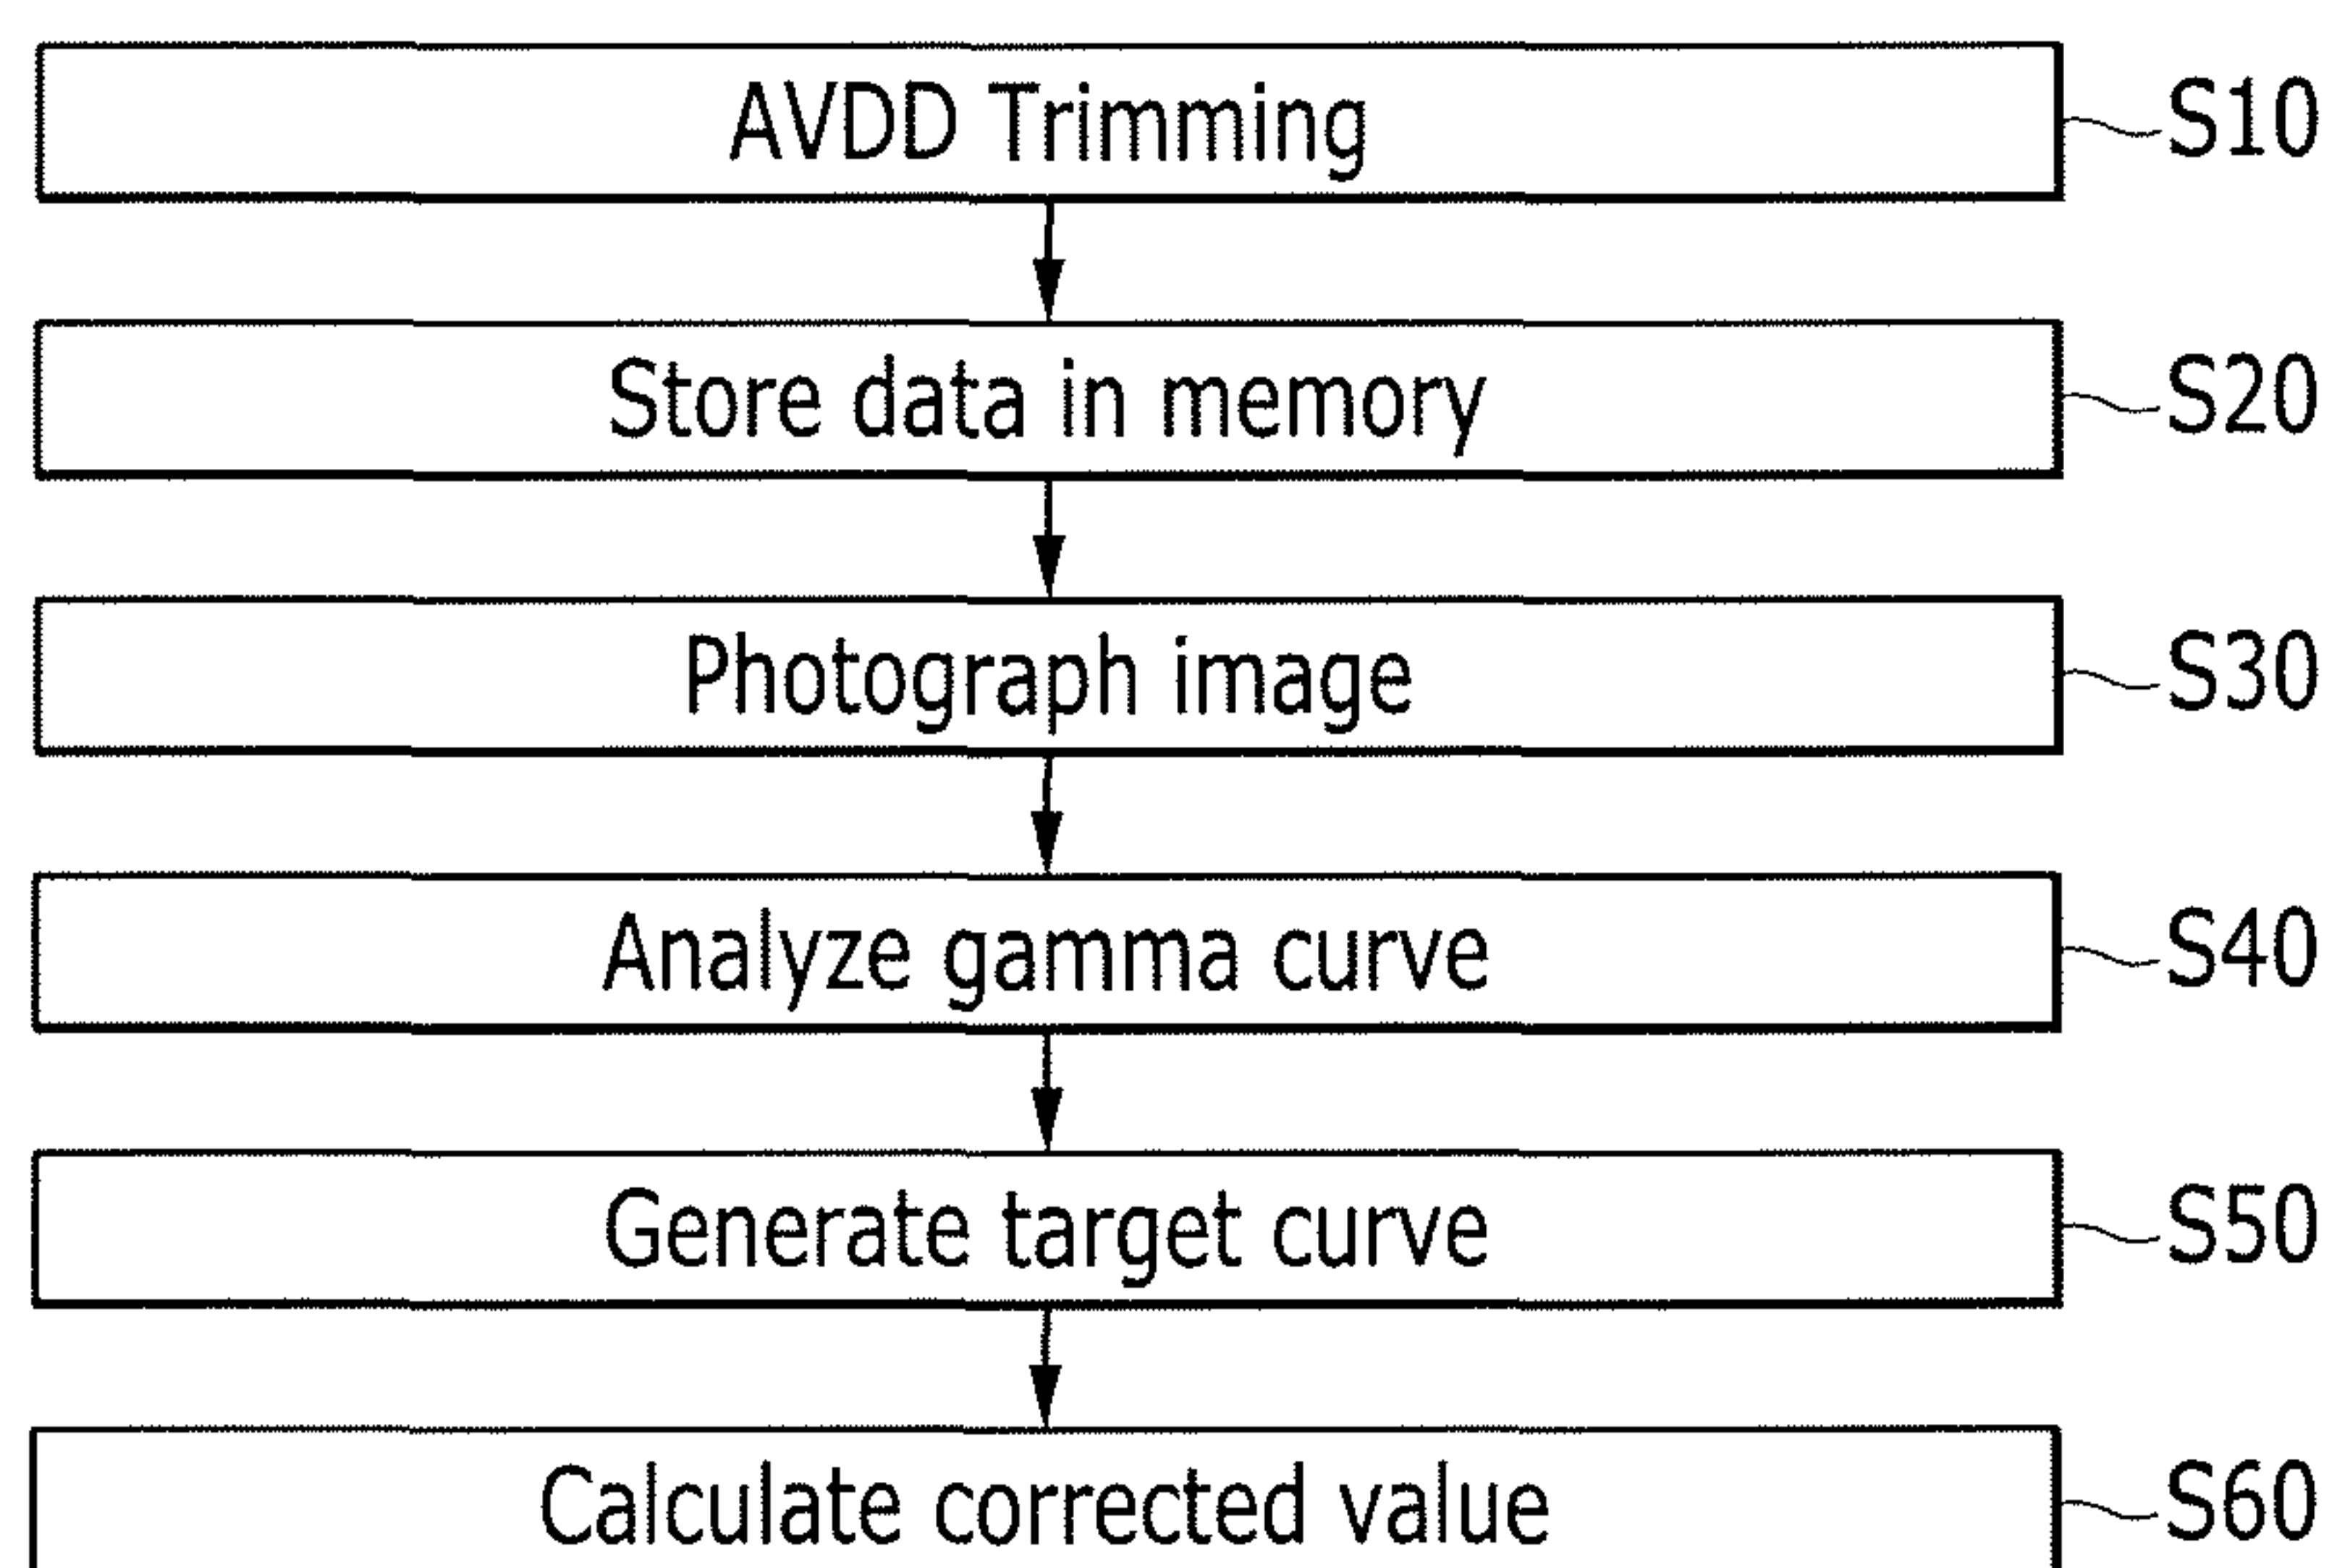 AVDD Trimming S10
Store data in memory S20
Photograph image S30
Analyze gamma curve S40
Generate target curve S50
Calculate corrected value S60